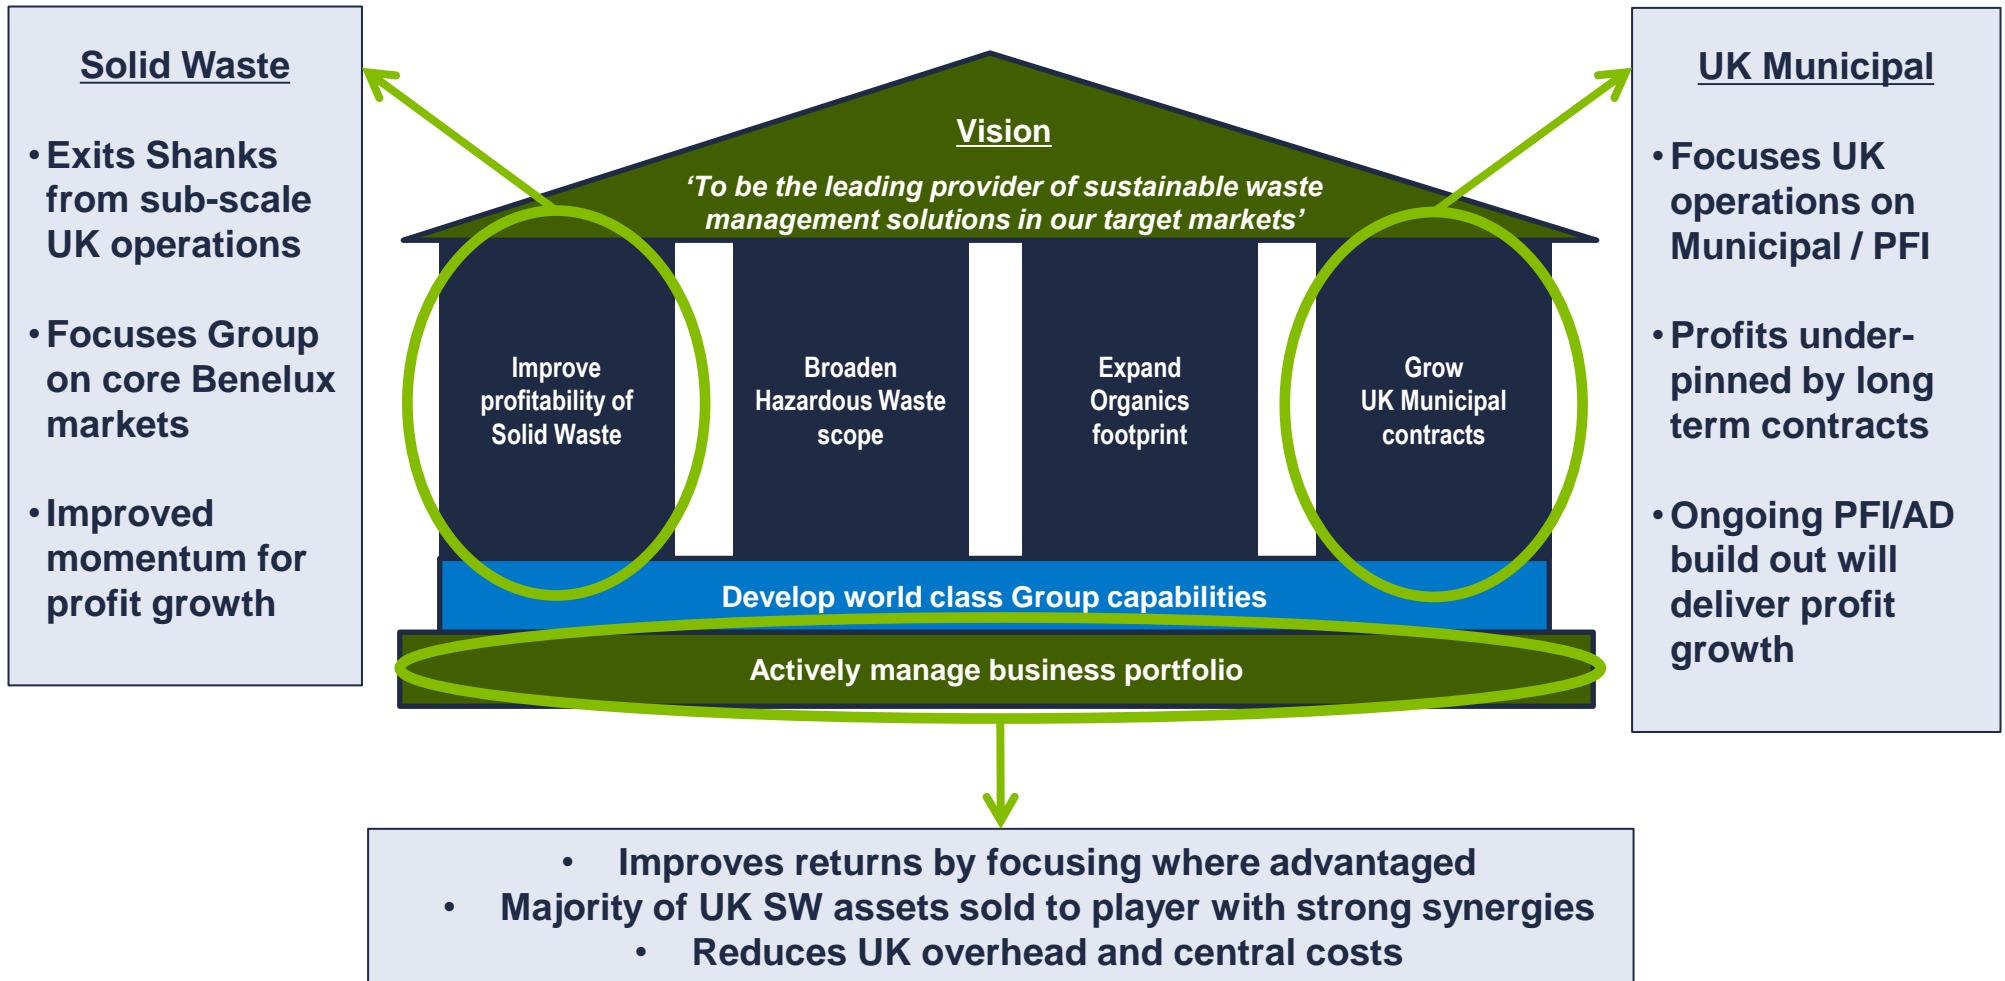 Solid Waste
• Exits Shanks
from sub-scale
UK operations
• Focuses Group
on core Benelux
markets
• Improved
momentum for
profit growth
Vision
‘To be the leading provider of sustainable waste
management solutions in our target markets’
Improve
profitability of
Solid Waste
Broaden
Hazardous Waste
scope
Expand
Organics
footprint
Grow
UK Municipal
contracts
Develop world class Group capabilities
Actively manage business portfolio
UK Municipal
• Focuses UK
operations on
Municipal / PFI
• Profits under-
pinned by long
term contracts
• Ongoing PFI/AD
build out will
deliver profit
growth
• Improves returns by focusing where advantaged
• Majority of UK SW assets sold to player with strong synergies
• Reduces UK overhead and central costs